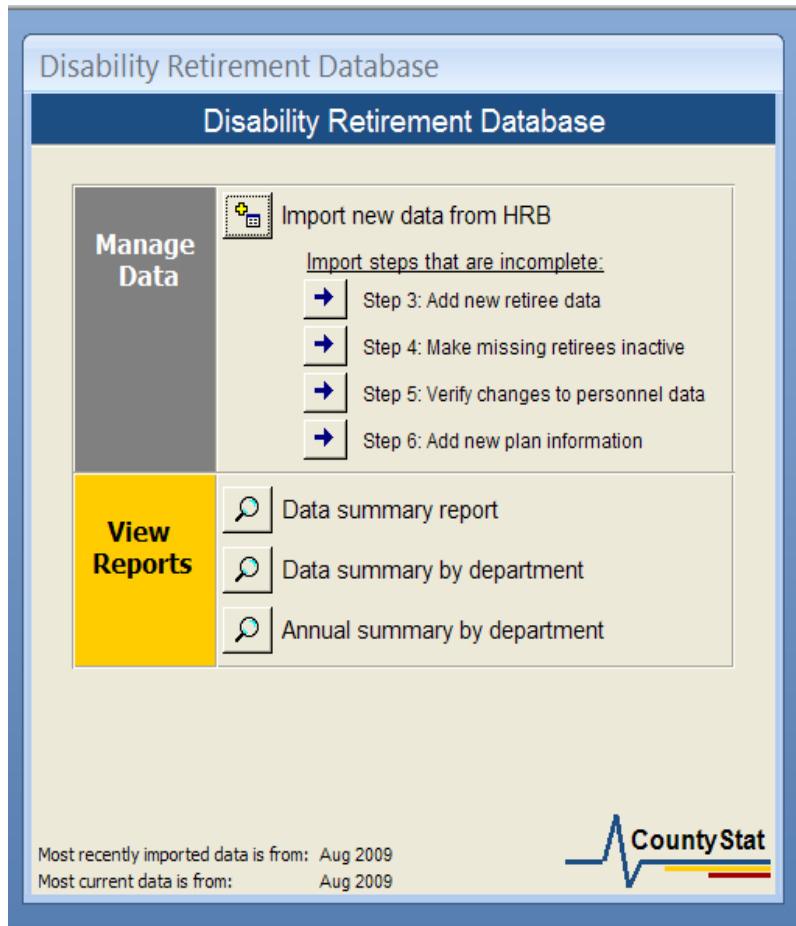 Disability Retirement Database
Disability Retirement Database
Manage
Data
Import new data from HRB
Import steps that are incomplete:
Step 3: Add new retiree data
Step 4: Make missing retirees inactive
Step 5: Verify changes to personnel data
Step 6: Add new plan information
View
Reports
Data summary report
Data summary by department
Annual summary by department
Most recently imported data is from: Aug 2009
Most current data is from: Aug 2009
CountyStat